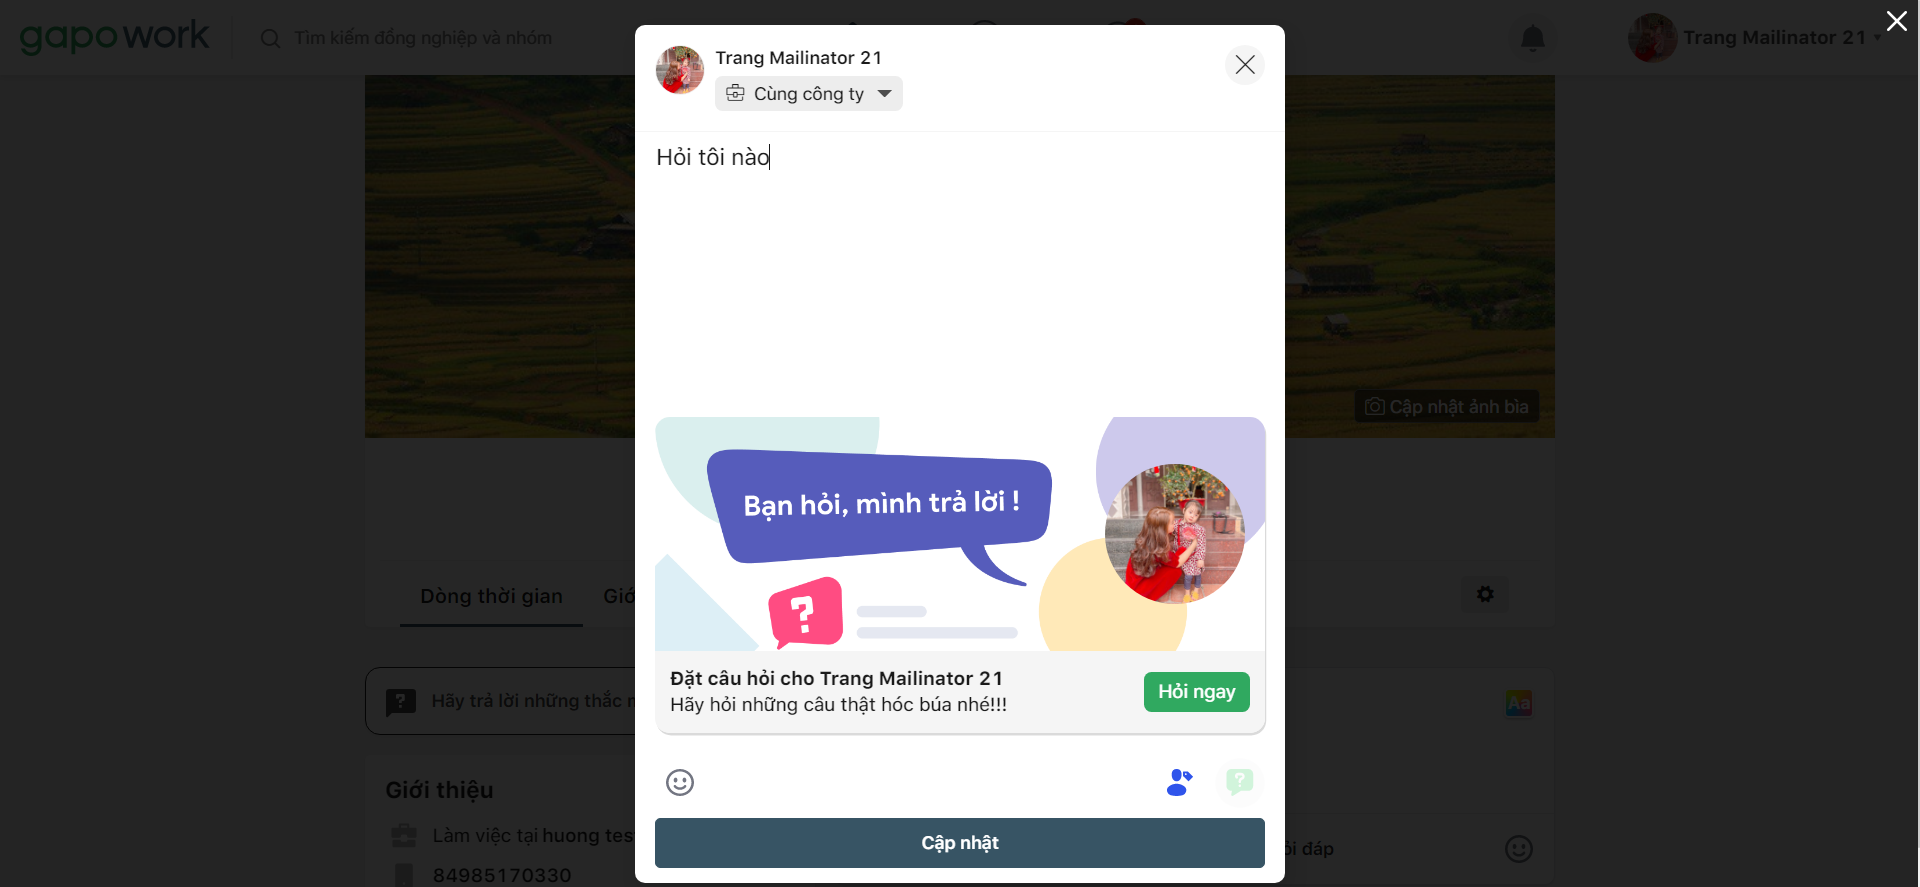 gapowork
Tìm kiếm đồng nghiệp và nhóm
Trang Mailinator 21
Trang Mailinator 21
Cùng công ty
Hỏi tôi nào
Cập nhật ảnh bìa
Bạn hỏi, mình trả lời !
?
Dòng thời gian
Giớ
Đặt câu hỏi cho Trang Mailinator 21
Hãy hỏi những câu thật hóc búa nhé!!!
Hỏi ngay
? Hãy trả lời những thắc
Aa
?
Giới thiệu
Làm việc tại huong tes
Cập nhật
ỏi đáp
84985170330